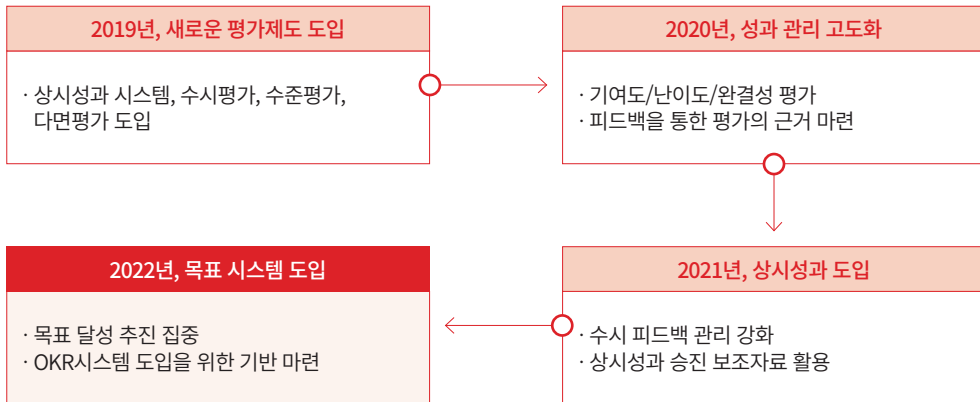 2019년, 새로운 평가제도 도입
· 상시성과 시스템, 수시평가, 수준평가,
다면평가 도입
2020년, 성과 관리 고도화
· 기여도/난이도/완결성 평가
· 피드백을 통한 평가의 근거 마련
2021년, 상시성과 도입
· 수시 피드백 관리 강화
· 상시성과 승진 보조자료 활용
2022년, 목표 시스템 도입
· 목표 달성 추진 집중
· OKR시스템 도입을 위한 기반 마련